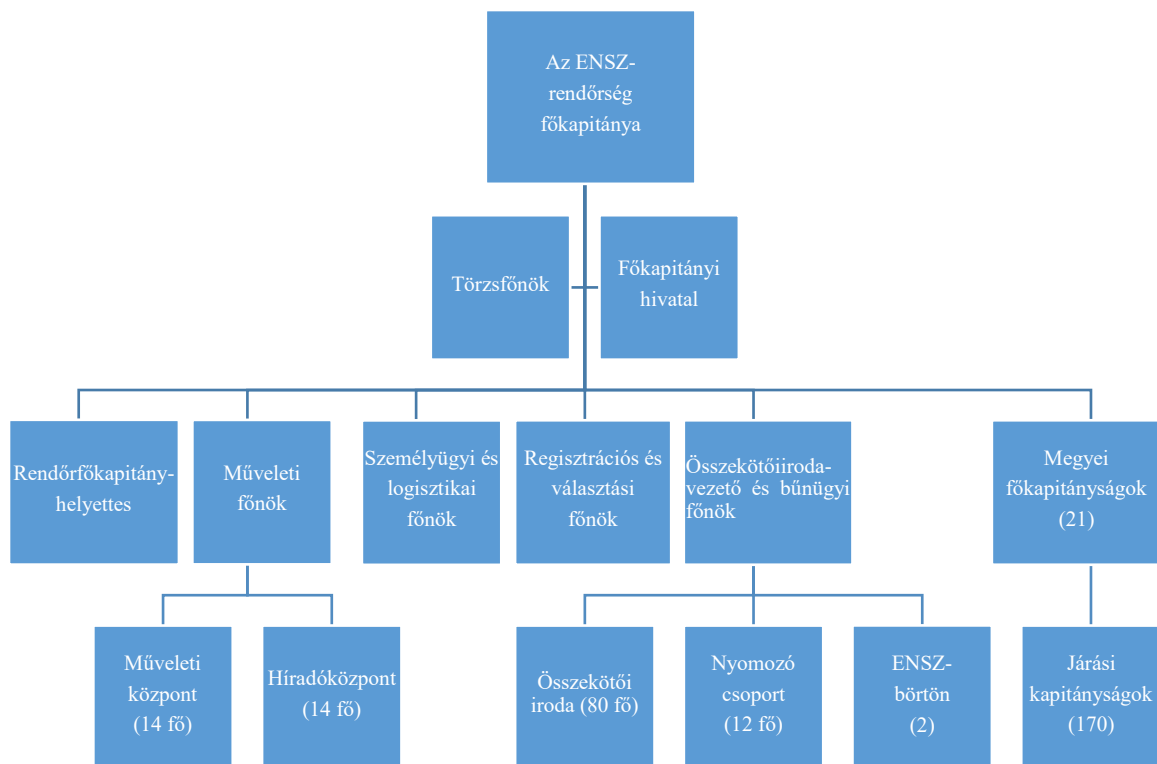 Az ENSZ-
rendőrség
főkapitánya
Törzsfőnök
Főkapitányi
hivatal
Rendőrfőkapitány-
helyettes
Műveleti
főnök
Személyügyi és
logisztikai
főnök
Regisztrációs és
választási
főnök
Összekötőiiroda-
vezető és bűnügyi
főnök
Megyei
főkapitányságok
(21)
Műveleti
központ
(14 fő)
Híradóközpont
(14 fő)
Összekötői
iroda (80 fő)
Nyomozó
csoport
(12 fő)
ENSZ-
börtön
(2)
Járási
kapitányságok
(170)